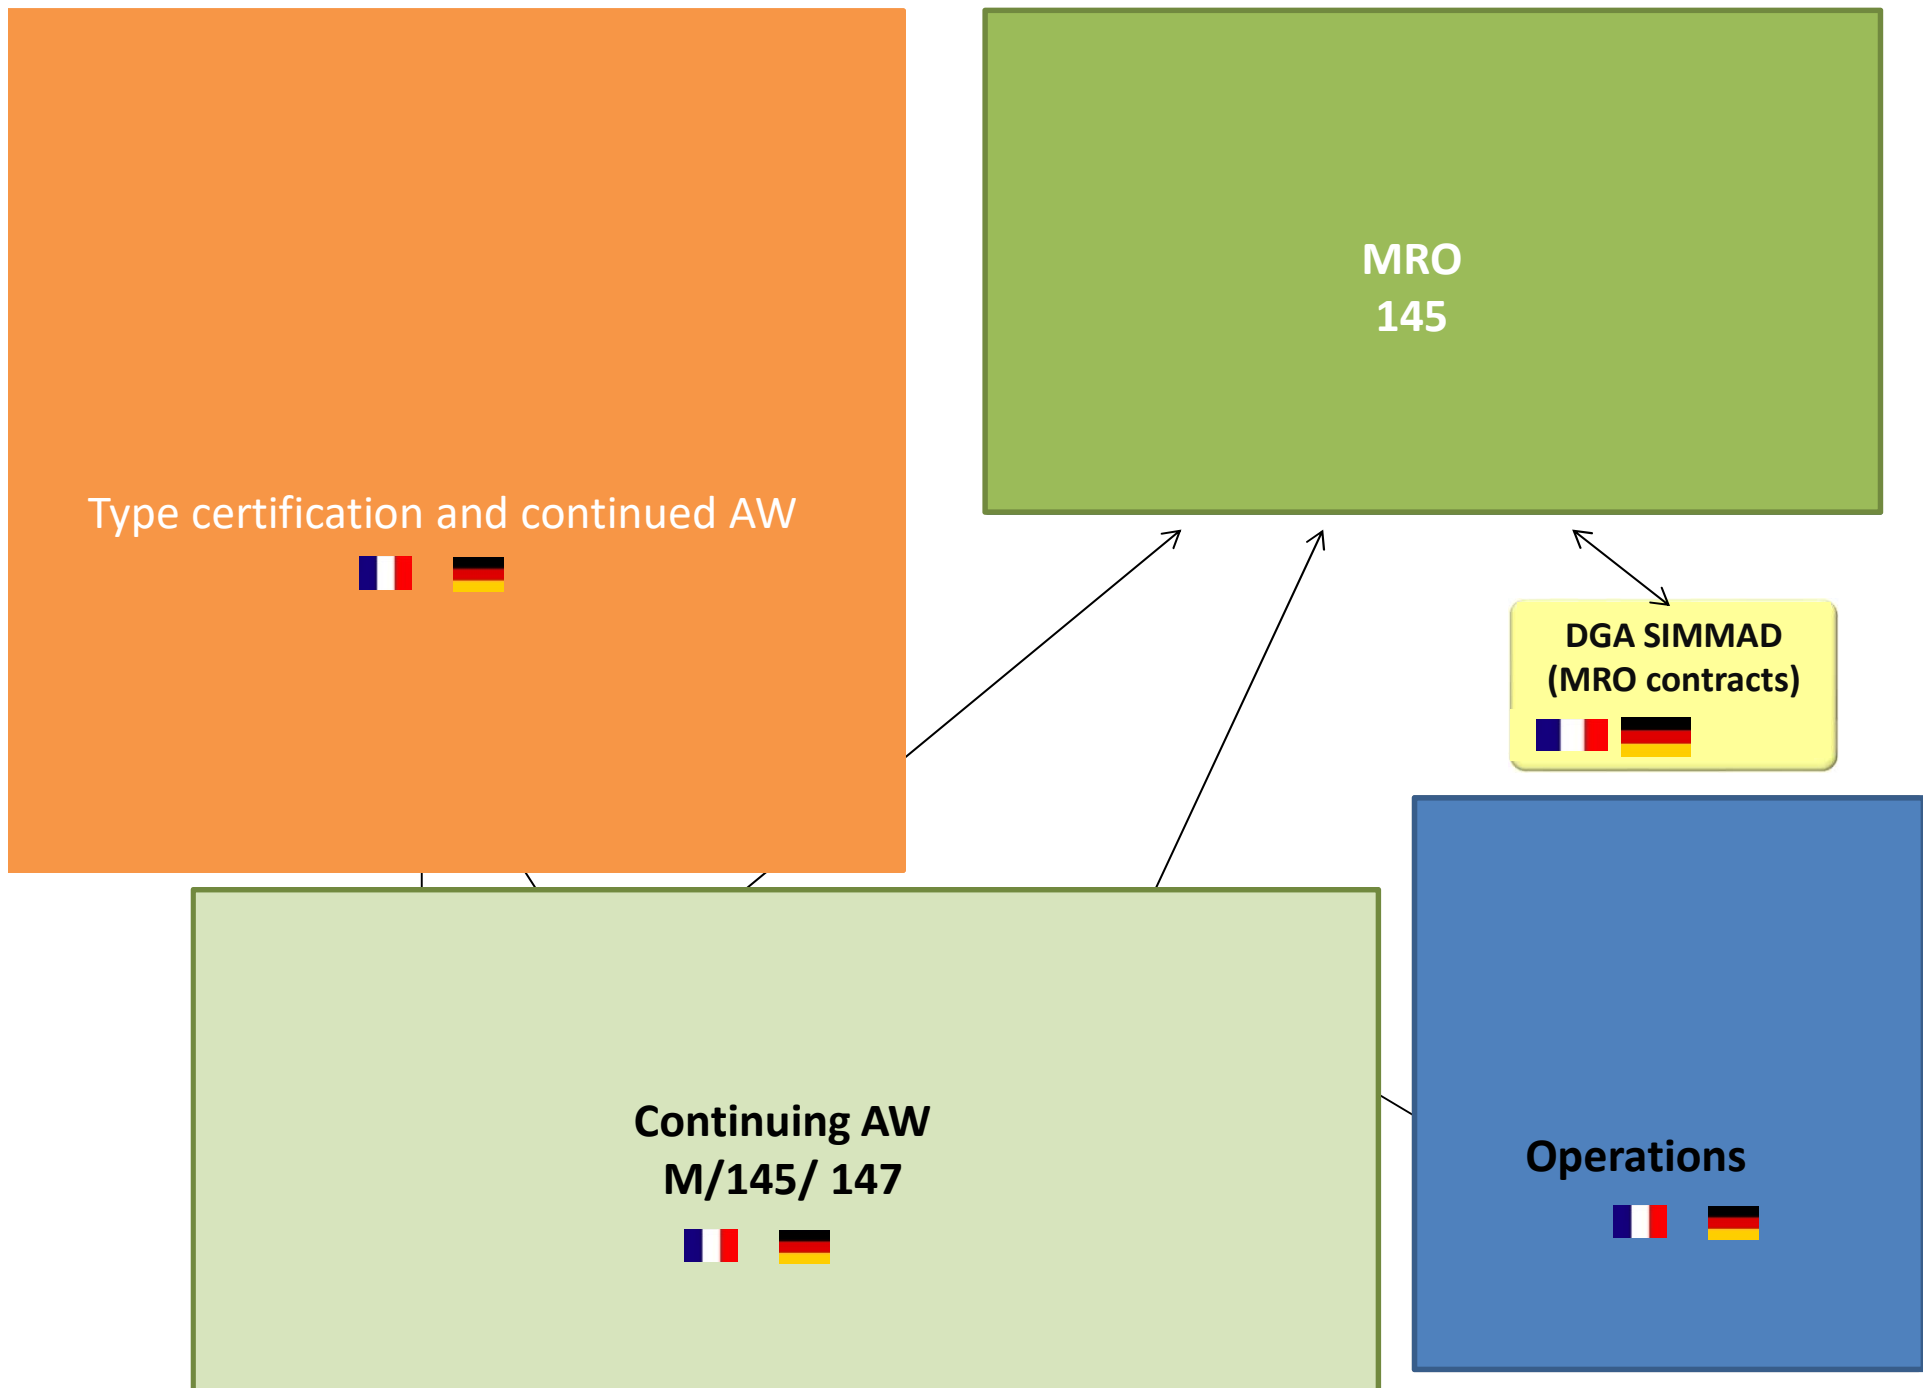 Type certification and continued AW
MRO
145
DGA SIMMAD
(MRO contracts)
Continuing AW
M/145/ 147
Operations